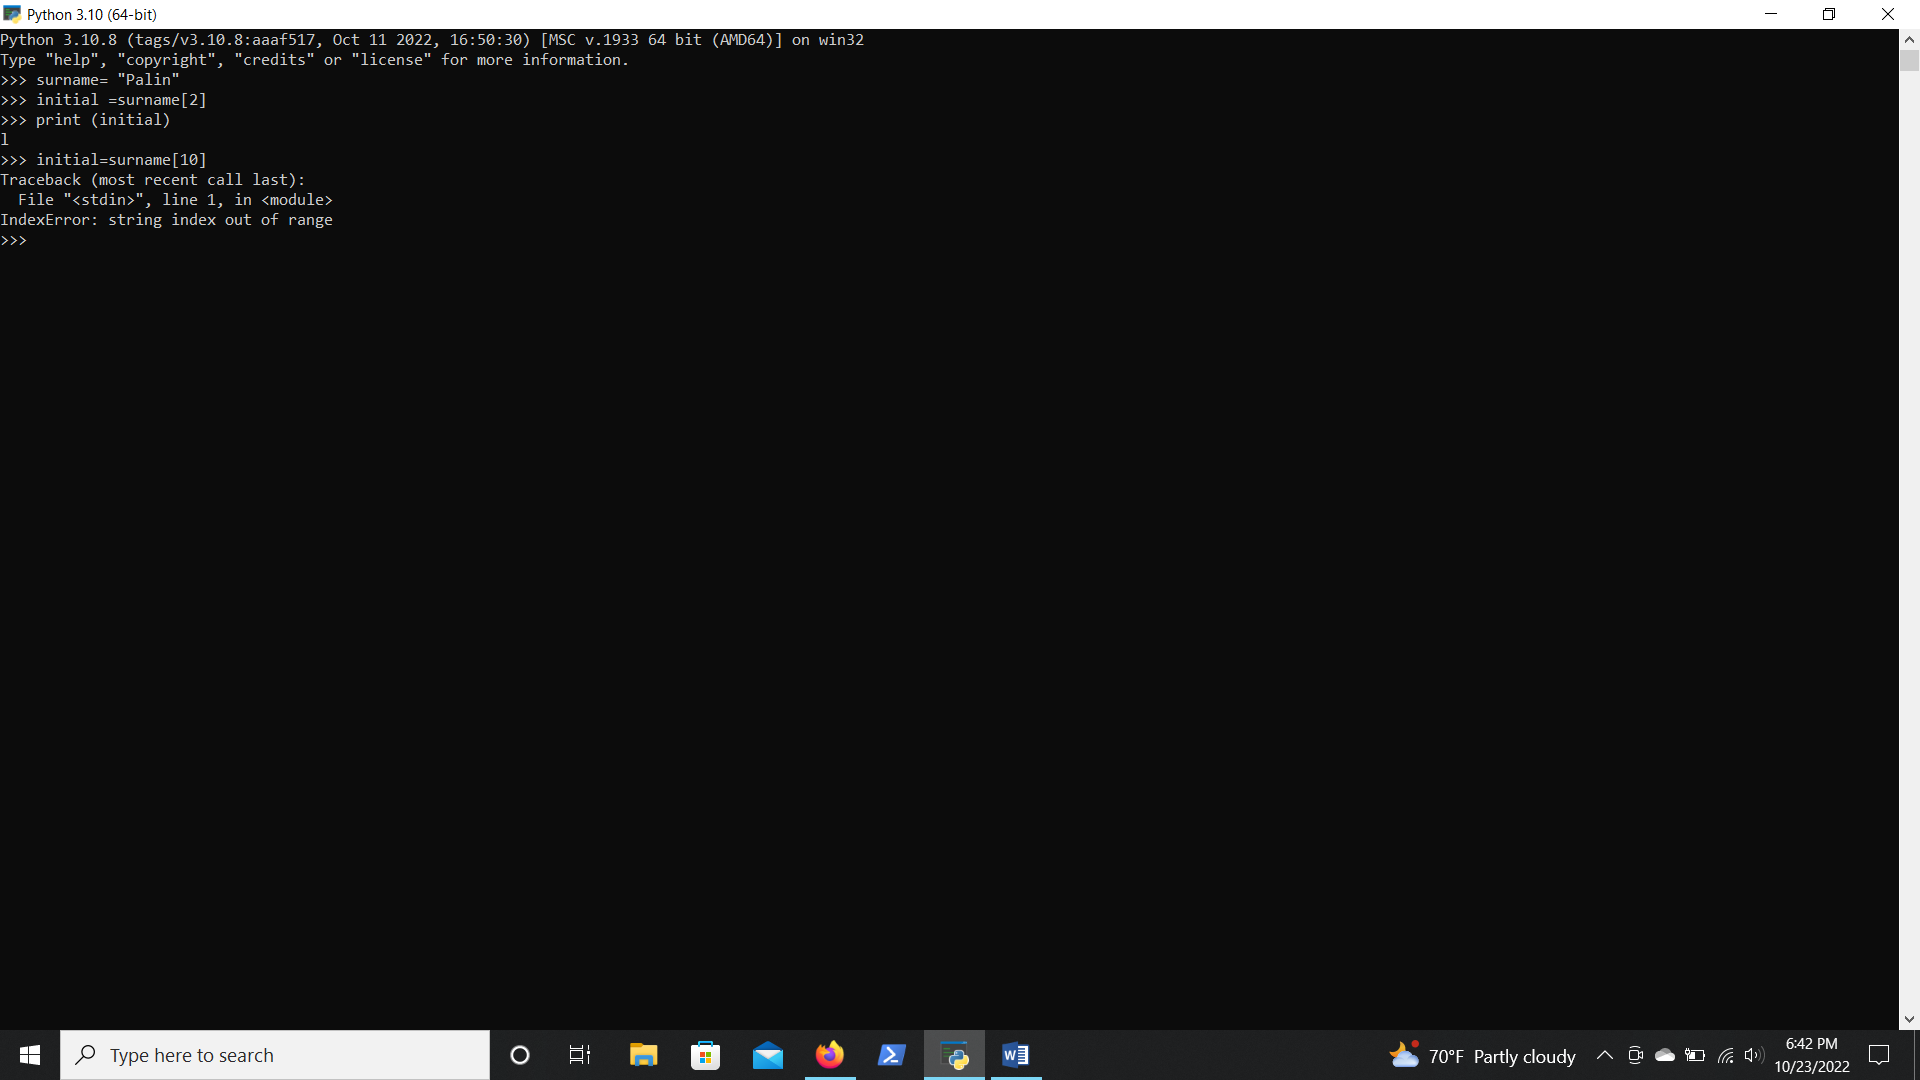 Python 3.10 (64-bit)
Python 3.10.8 (tags/v3.10.8:aaaf517, Oct 11 2022, 16:50:30) [MSC v.1933 64 bit (AMD64)] on win32
Type "help", "copyright", "credits" or "license" for more information.
>>> surname= "Palin"
>>> initial =surname[2]
>>> print (initial)
l
>>> initial=surname[10]
Traceback (most recent call last):
  File "<stdin>", line 1, in <module>
IndexError: string index out of range
>>>
Type here to search
W
70°F Partly cloudy
6:42 PM
10/23/2022